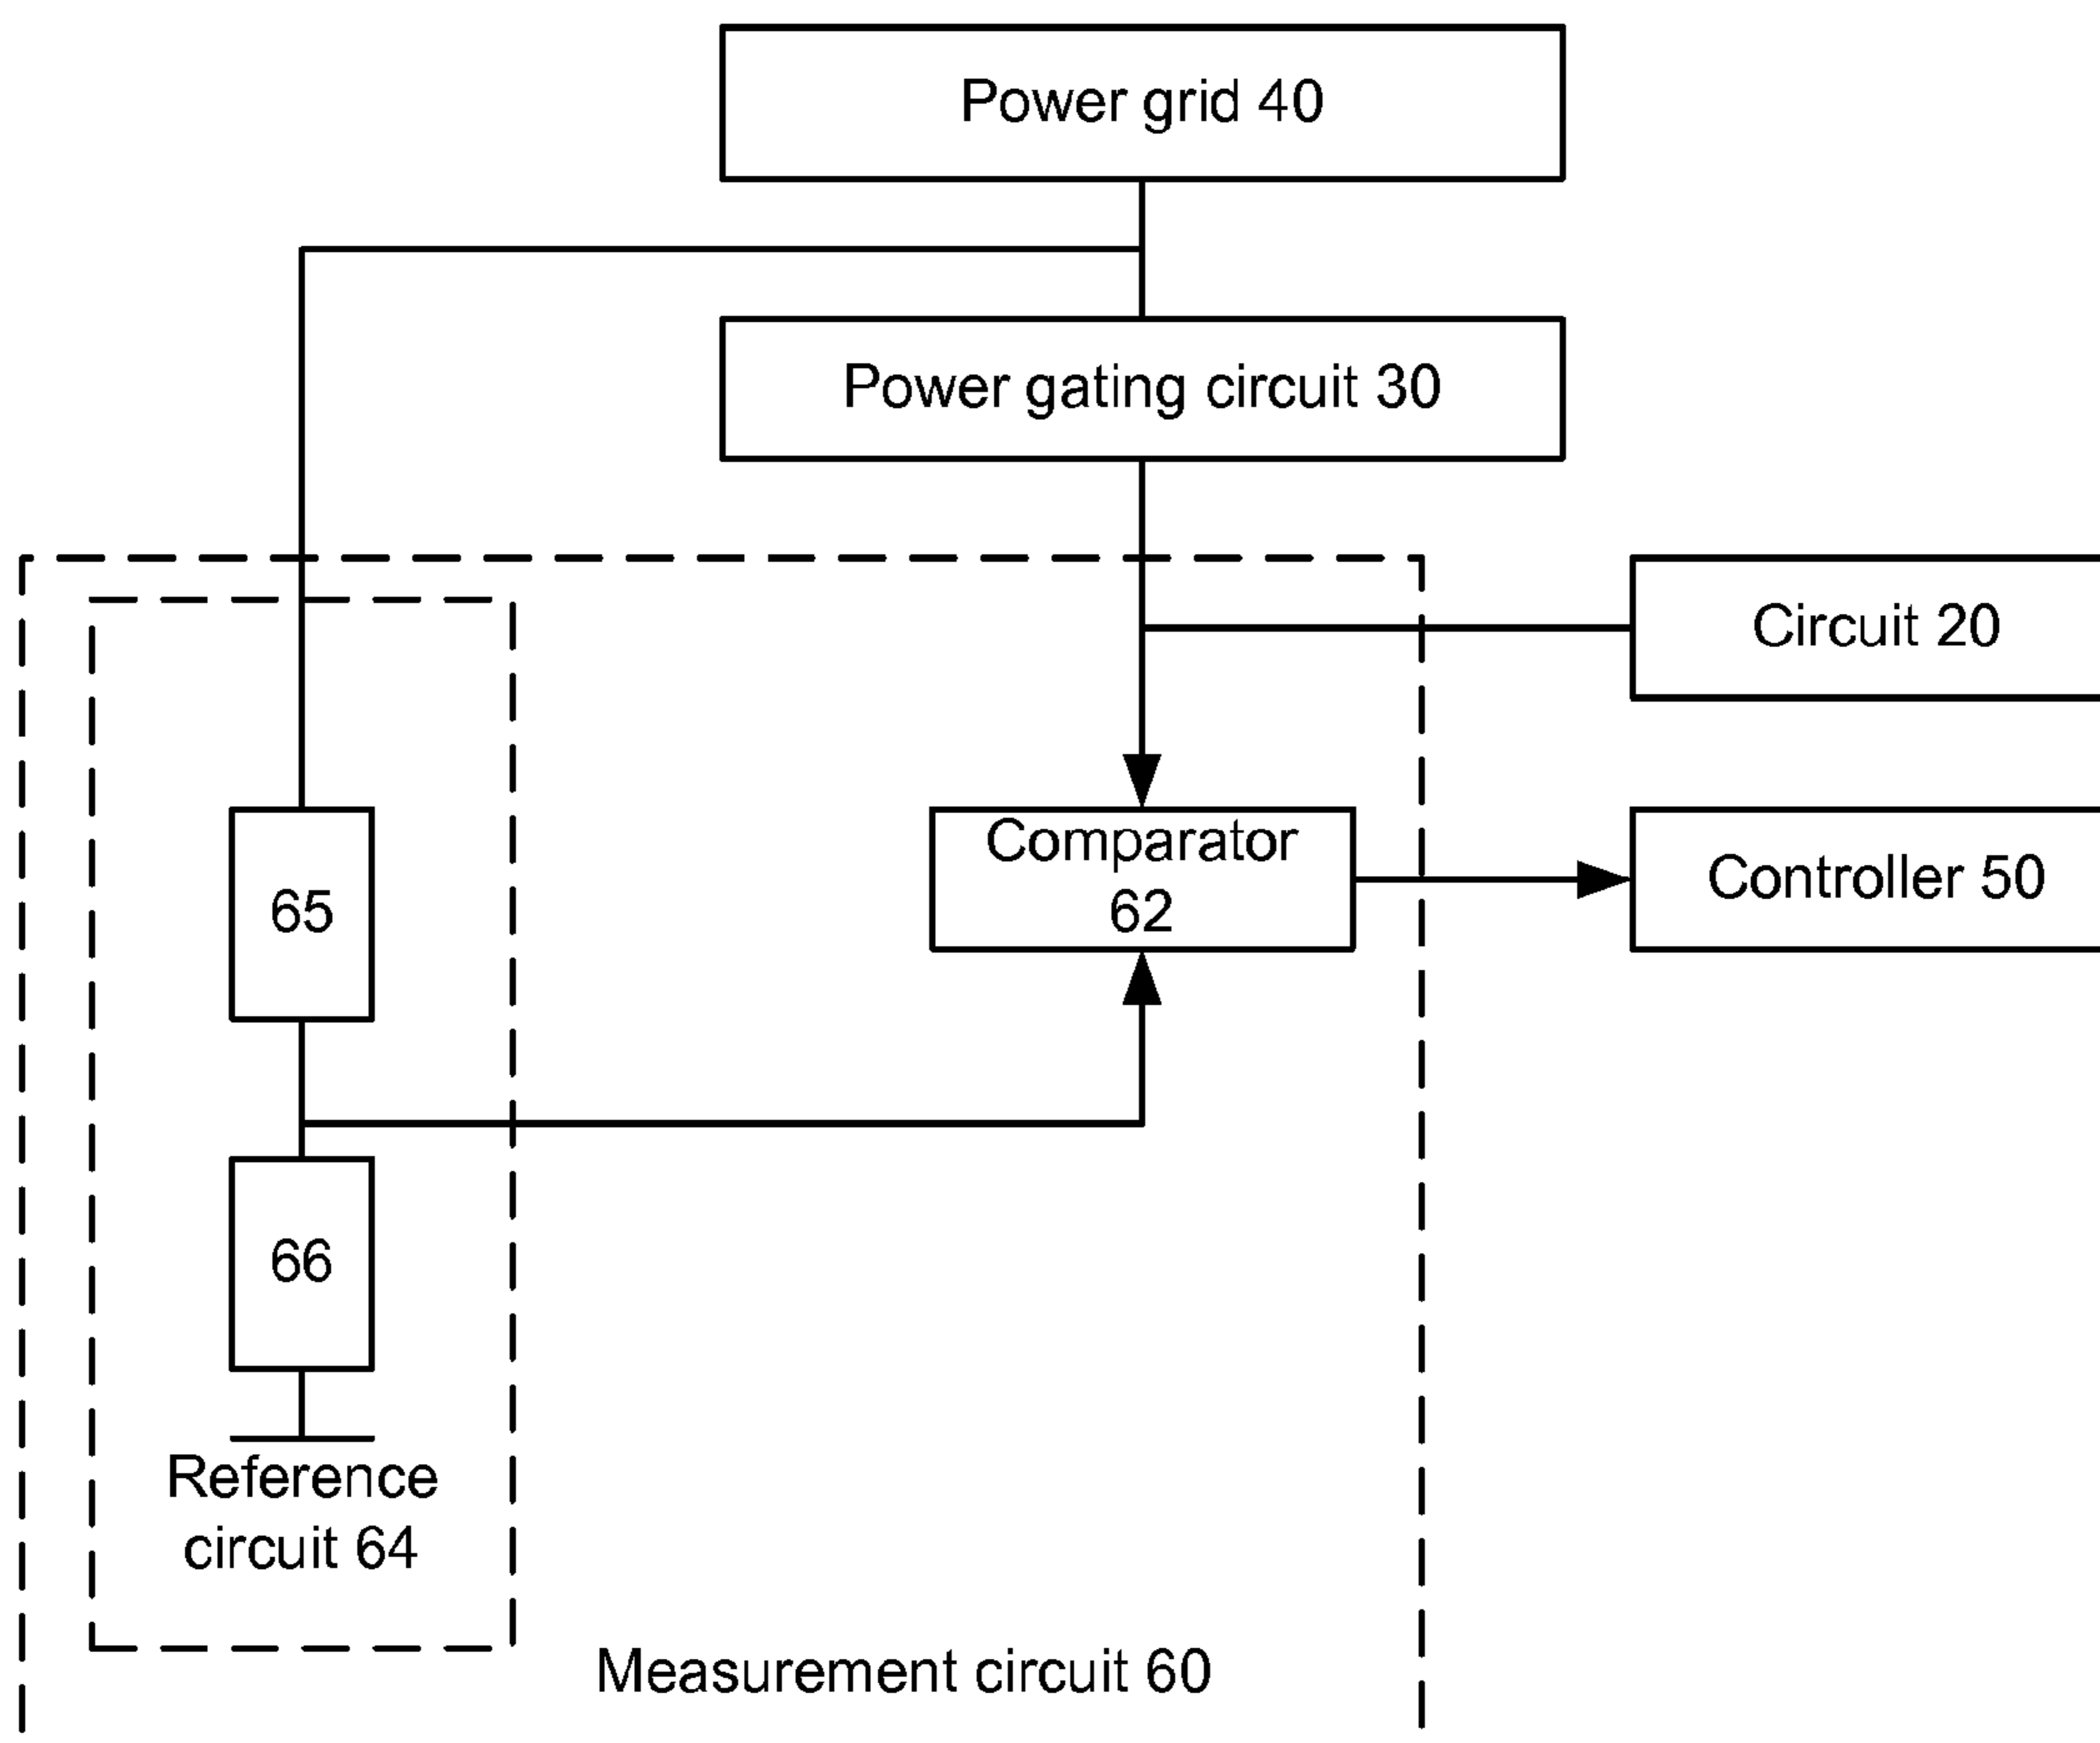 Power grid 40
Power gating circuit 30
Circuit 20
Comparator
62
Controller 50
65
66
Reference
circuit 64
Measurement circuit 60